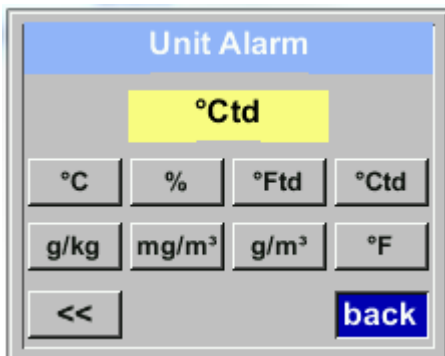 Unit Alarm
°Ctd
°C % °Ftd °Ctd
g/kg mg/m³ g/m³ °F
<< back